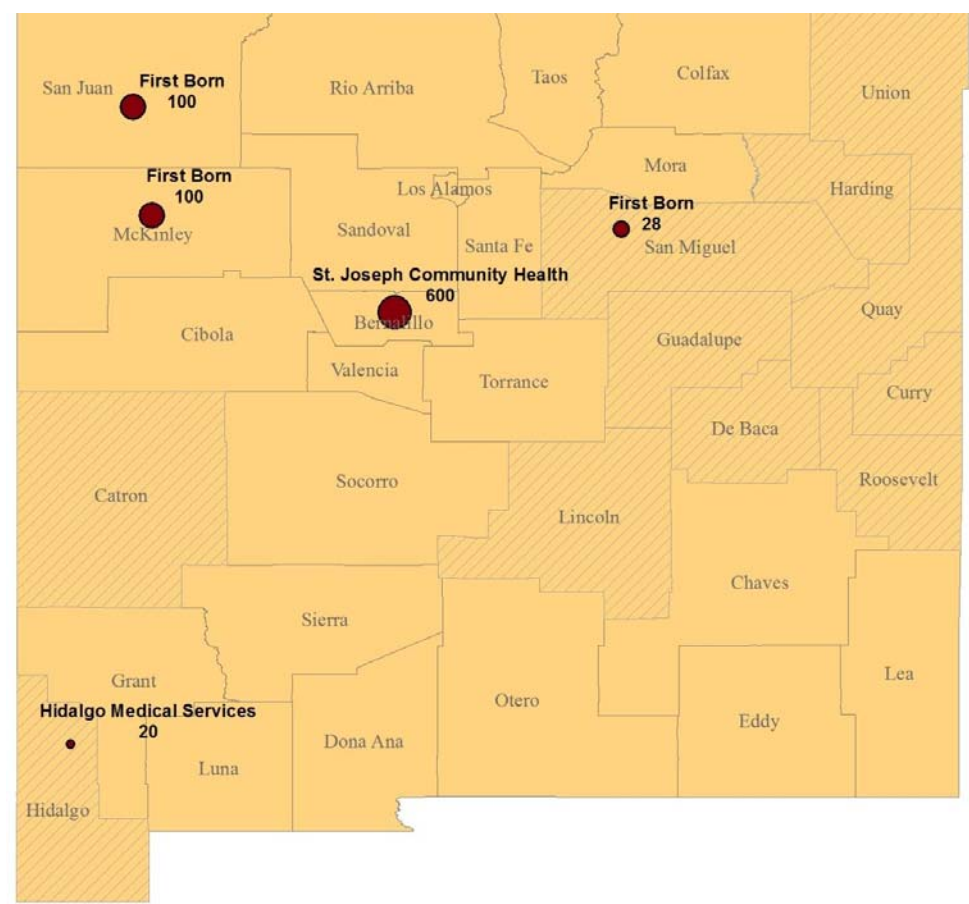 First Born
100
San Juan
Rio Arriba
Taos
Colfax
Union
First Born
100
McKinley
Los Alamos
Sandoval
Santa Fe
Mora
Harding
First Born
28
San Miguel
St. Joseph Community Health
600
Bernalillo
Cibola
Valencia
Torrance
Guadalupe
Quay
Curry
De Baca
Roosevelt
Catron
Socorro
Lincoln
Chaves
Sierra
Grant
Hidalgo Medical Services
20
Hidalgo
Luna
Dona Ana
Otero
Eddy
Lea